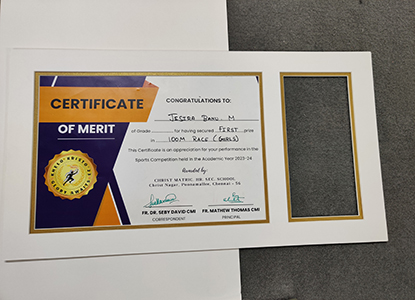 CERTIFICATE
OF MERIT
CONGRATULATIONS TO:
JESIBA BANU. M
of Grade for having secured FIRST prize
in 100M RACE (GIRLS)
This Certificate is an appreciation for your performance in the
Sports Competition held in the Academic Year 2023-24
Awarded by:
CHRIST MATRIC. HR. SEC. SCHOOL
Christ Nagar, Poonamallee, Chennai - 56
FR. DR. SEBY DAVID CMI
CORRESPONDENT
FR. MATHEW THOMAS CMI
PRINCIPAL